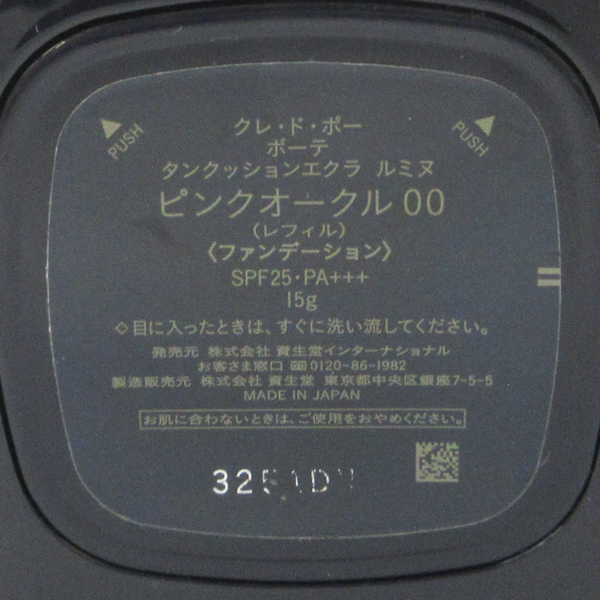 PUSH
PUSH
クレ・ド・ポー
ボーテ
タンクッションエクラ ルミヌ
ピンクオークル 00
(レフィル)
〈ファンデーション〉
SPF25・PA+++
15g
◇目に入ったときは、すぐに洗い流してください。
発売元 株式会社 資生堂インターナショナル
お客さま窓口 0120-86-1982
製造販売元 株式会社 資生堂 東京都中央区銀座7-5-5
MADE IN JAPAN
お肌に合わないときは、ご使用をおやめください。